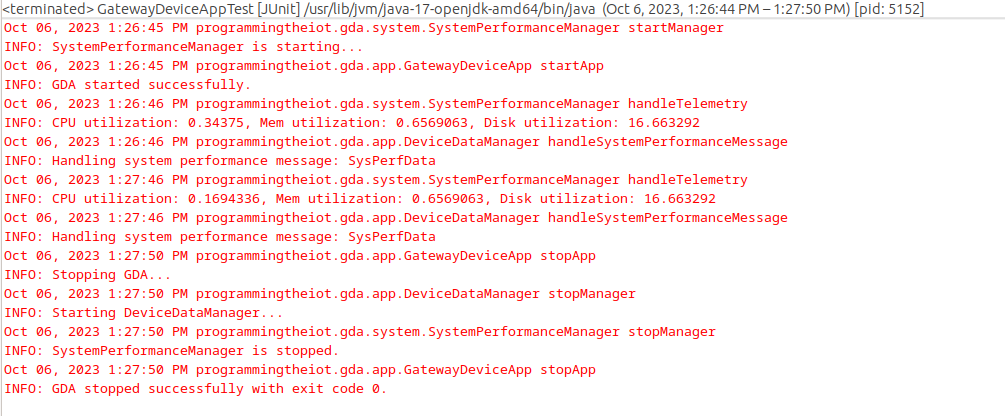 <terminated> GatewayDeviceAppTest [JUnit] /usr/lib/jvm/java-17-openjdk-amd64/bin/java (Oct 6, 2023, 1:26:44 PM – 1:27:50 PM) [pid: 5152]
Oct 06, 2023 1:26:45 PM programmingtheiot.gda.system.SystemPerformanceManager startManager
INFO: SystemPerformanceManager is starting...
Oct 06, 2023 1:26:45 PM programmingtheiot.gda.app.GatewayDeviceApp startApp
INFO: GDA started successfully.
Oct 06, 2023 1:26:46 PM programmingtheiot.gda.system.SystemPerformanceManager handleTelemetry
INFO: CPU utilization: 0.34375, Mem utilization: 0.6569063, Disk utilization: 16.663292
Oct 06, 2023 1:26:46 PM programmingtheiot.gda.app.DeviceDataManager handleSystemPerformanceMessage
INFO: Handling system performance message: SysPerfData
Oct 06, 2023 1:27:46 PM programmingtheiot.gda.system.SystemPerformanceManager handleTelemetry
INFO: CPU utilization: 0.1694336, Mem utilization: 0.6569063, Disk utilization: 16.663292
Oct 06, 2023 1:27:46 PM programmingtheiot.gda.app.DeviceDataManager handleSystemPerformanceMessage
INFO: Handling system performance message: SysPerfData
Oct 06, 2023 1:27:50 PM programmingtheiot.gda.app.GatewayDeviceApp stopApp
INFO: Stopping GDA...
Oct 06, 2023 1:27:50 PM programmingtheiot.gda.app.DeviceDataManager stopManager
INFO: Starting DeviceDataManager...
Oct 06, 2023 1:27:50 PM programmingtheiot.gda.system.SystemPerformanceManager stopManager
INFO: SystemPerformanceManager is stopped.
Oct 06, 2023 1:27:50 PM programmingtheiot.gda.app.GatewayDeviceApp stopApp
INFO: GDA stopped successfully with exit code 0.